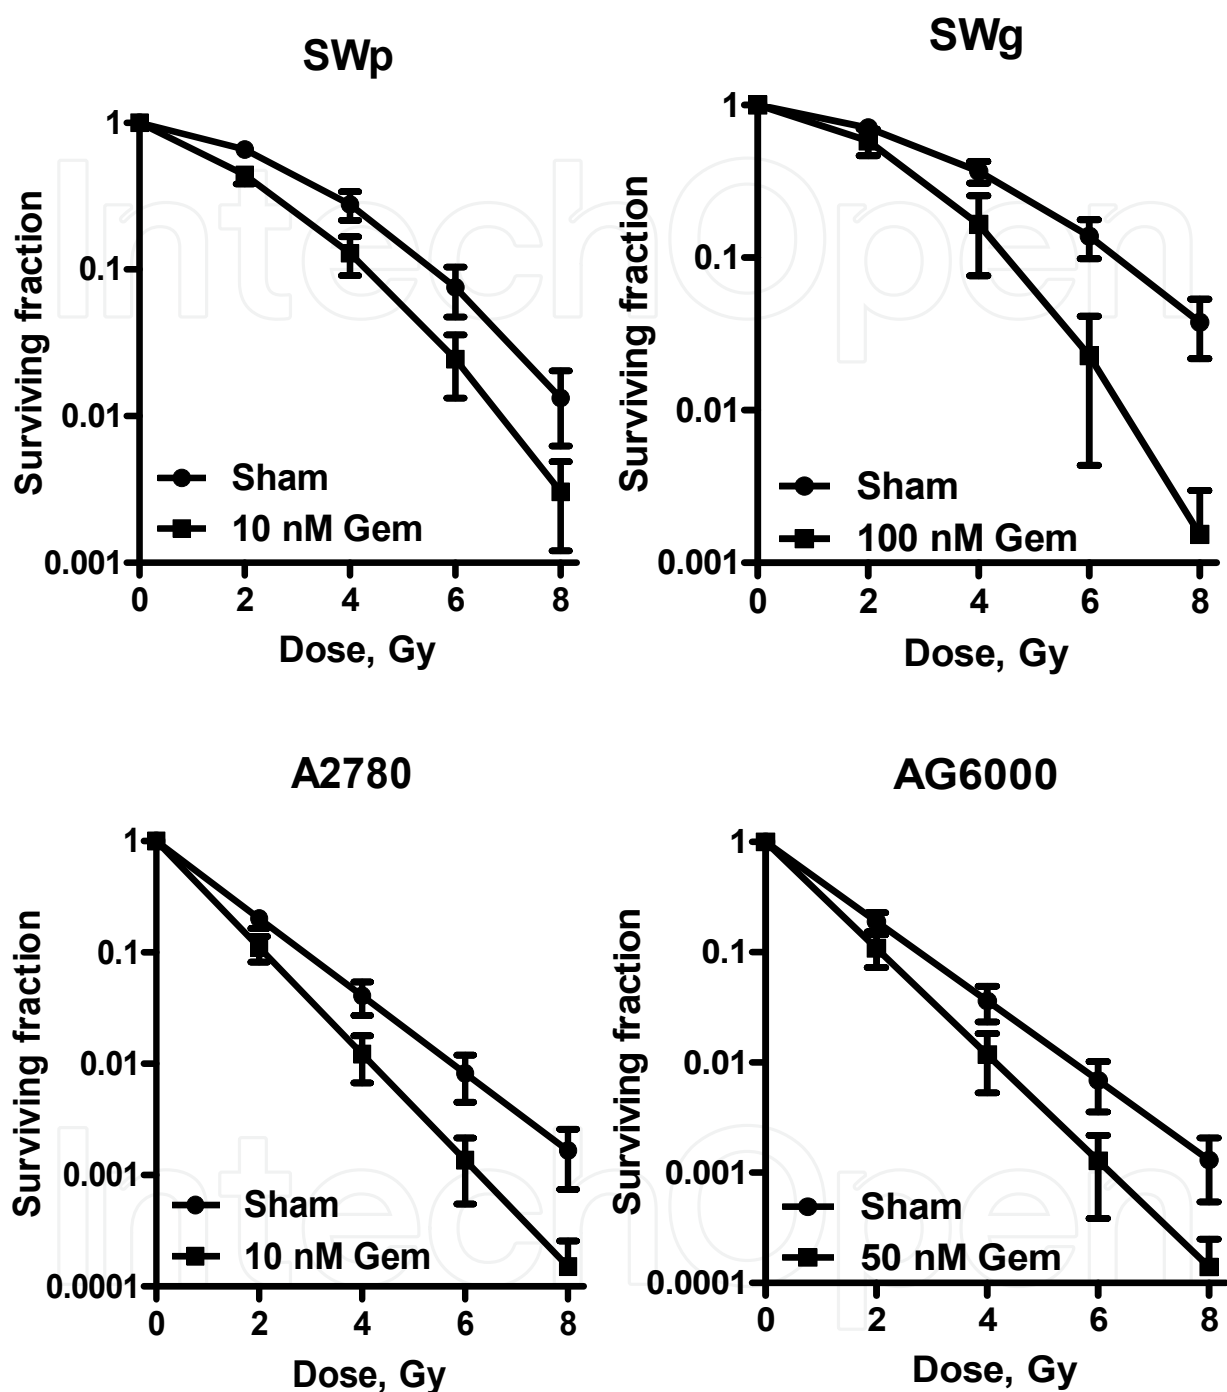 SWp
1
0.1
0.01
0.001
Surviving fraction
Sham
10 nM Gem
0 2 4 6 8
Dose, Gy
SWg
1
0.1
0.01
0.001
Surviving fraction
Sham
100 nM Gem
0 2 4 6 8
Dose, Gy
A2780
1
0.1
0.01
0.001
0.0001
Surviving fraction
Sham
10 nM Gem
0 2 4 6 8
Dose, Gy
AG6000
1
0.1
0.01
0.001
0.0001
Surviving fraction
Sham
50 nM Gem
0 2 4 6 8
Dose, Gy
IntechOpen
IntechOpen